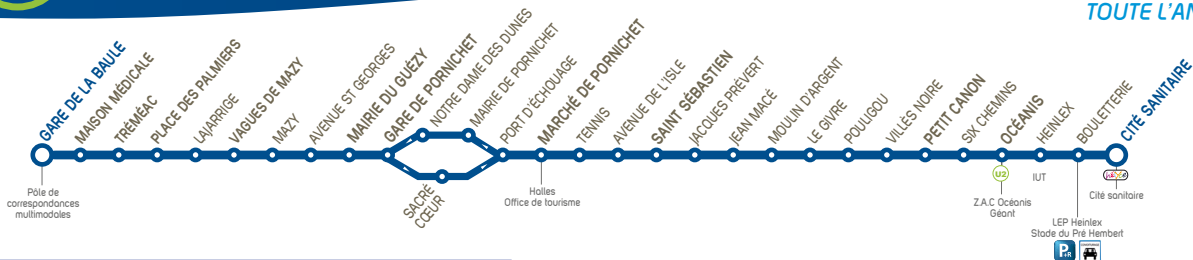 TOUTE L'AN
GARE DE LA BAULE
MAISON MÉDICALE
TRÉMÉAC
PLACE DES PALMIERS
LAJARRIGE
VAGUES DE MAZY
MAZY
AVENUE ST GEORGES
MAIRIE DU GUÉZY
GARE DE PORNICHET
NOTRE DAME DES DUNES
MAIRIE DE PORNICHET
SACRÉ
CŒUR
PORT D'ÉCHOUAGE
MARCHÉ DE PORNICHET
TENNIS
AVENUE DE L'ISLE
SAINT SÉBASTIEN
JACQUES PRÉVERT
JEAN MACÉ
MOULIN D'ARGENT
LE GIVRE
POULIGOU
VILLÈS NOIRE
PETIT CANON
SIX CHEMINS
OCÉANIS
HEINLEX
BOULETTERIE
CITÉ SANITAIRE
Pôle de
correspondances
multimodales
Halles
Office de tourisme
U2
Z.A.C Océanis
Géant
IUT
LEP Heinlex
Stade du Pré Hembert
P+R
Cité sanitaire